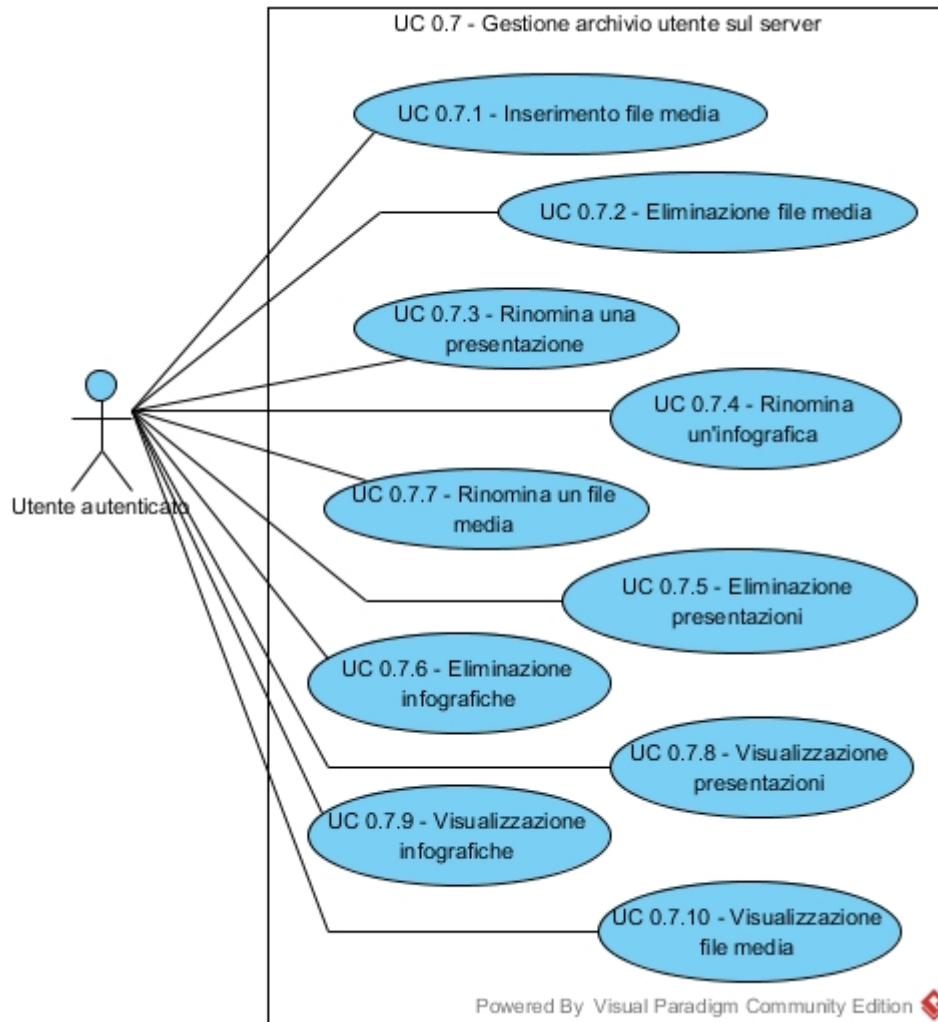 UC 0.7 - Gestione archivio utente sul server
UC 0.7.1 - Inserimento file media
UC 0.7.2 - Eliminazione file media
UC 0.7.3 - Rinomina una
presentazione
UC 0.7.4 - Rinomina
un'infografica
UC 0.7.7 - Rinomina un file
media
Utente autenticato
UC 0.7.5 - Eliminazione
presentazioni
UC 0.7.6 - Eliminazione
infografiche
UC 0.7.8 - Visualizzazione
presentazioni
UC 0.7.9 - Visualizzazione
infografiche
UC 0.7.10 - Visualizzazione
file media
Powered By Visual Paradigm Community Edition